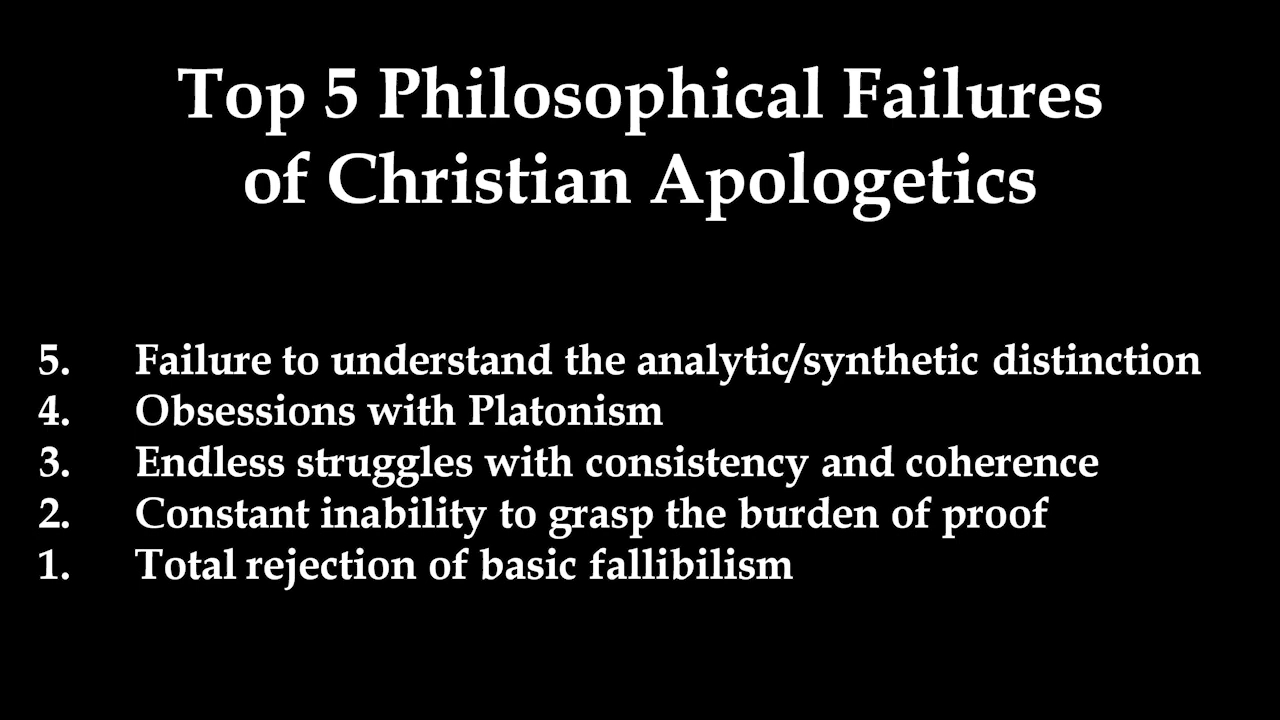 Top 5 Philosophical Failures
of Christian Apologetics
5. Failure to understand the analytic/synthetic distinction
4. Obsessions with Platonism
3. Endless struggles with consistency and coherence
2. Constant inability to grasp the burden of proof
1. Total rejection of basic fallibilism